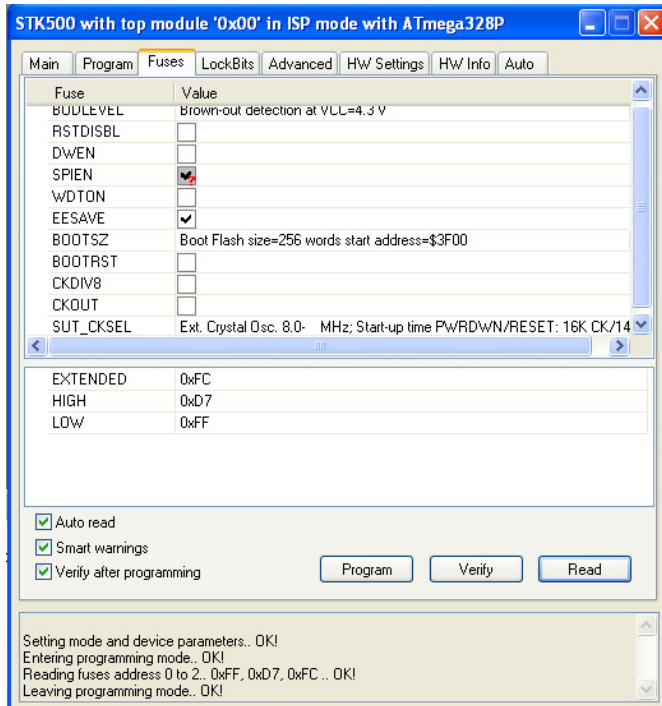 STK500 with top module '0x00' in ISP mode with ATmega328P
Main Program Fuses LockBits Advanced HW Settings HW Info Auto
Fuse Value
BODLEVEL Brown-out detection at VCC=4.3 V
RSTDISBL
DWEN
SPIEN
WDTON
EESAVE
BOOTSZ Boot Flash size=256 words start address=$3F00
BOOTRST
CKDIV8
CKOUT
SUT_CKSEL Ext. Crystal Osc. 8.0- MHz; Start-up time PWRDWN/RESET: 16K CK/14
EXTENDED 0xFC
HIGH 0xD7
LOW 0xFF
Auto read
Smart warnings
Verify after programming
Program Verify Read
Setting mode and device parameters.. OK!
Entering programming mode.. OK!
Reading fuses address 0 to 2.. 0xFF, 0xD7, 0xFC .. OK!
Leaving programming mode.. OK!